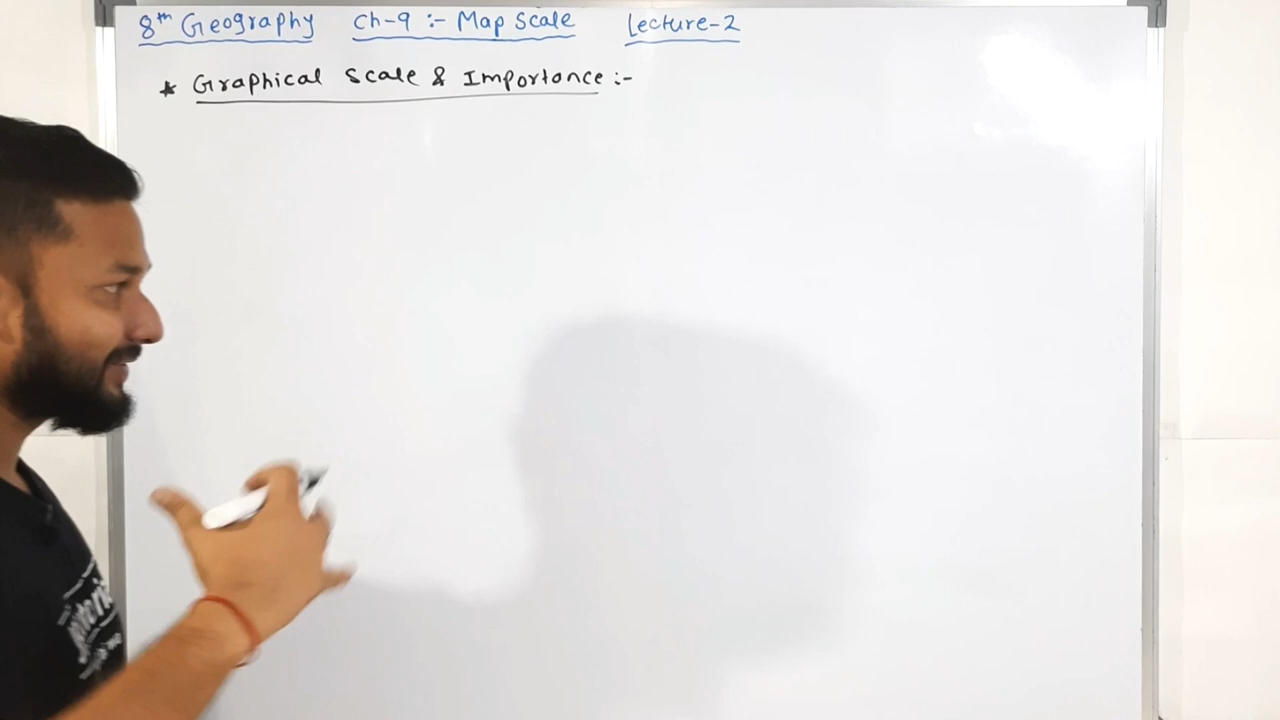 8th Geography Ch-9 :- Map Scale Lecture-2
* Graphical Scale & Importance :-